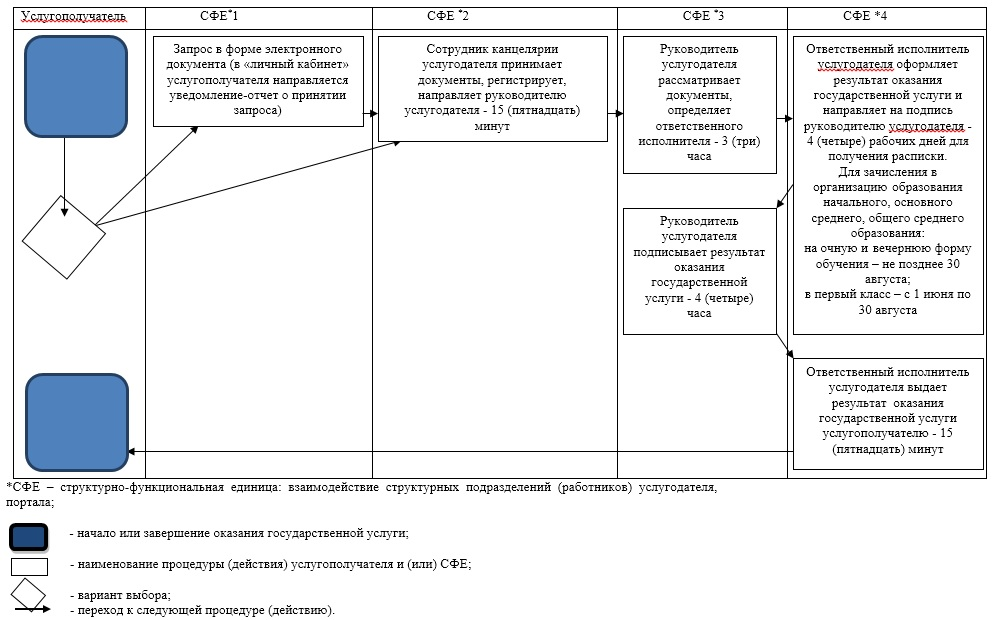 Услугополучатель
СФЕ*1
СФЕ *2
СФЕ *3
СФЕ *4
Запрос в форме электронного
документа (в «личный кабинет»
услугополучателя направляется
уведомление-отчет о принятии
запроса)
Сотрудник канцелярии
услугодателя принимает
документы, регистрирует,
направляет руководителю
услугодателя - 15 (пятнадцать)
минут
Руководитель
услугодателя
рассматривает
документы,
определяет
ответственного
исполнителя - 3 (три)
часа
Ответственный исполнитель
услугодателя оформляет
результат оказания
государственной услуги и
направляет на подпись
руководителю услугодателя -
4 (четыре) рабочих дней для
получения расписки.
Для зачисления в
организацию образования
начального, основного
среднего, общего среднего
образования:
на очную и вечернюю форму
обучения – не позднее 30
августа;
в первый класс – с 1 июня по
30 августа
Руководитель
услугодателя
подписывает результат
оказания
государственной
услуги - 4 (четыре)
часа
Ответственный исполнитель
услугодателя выдает
результат оказания
государственной услуги
услугополучателю - 15
(пятнадцать) минут
*СФЕ – структурно-функциональная единица: взаимодействие структурных подразделений (работников) услугодателя,
портала;
- начало или завершение оказания государственной услуги;
- наименование процедуры (действия) услугополучателя и (или) СФЕ;
- вариант выбора;
- переход к следующей процедуре (действию).